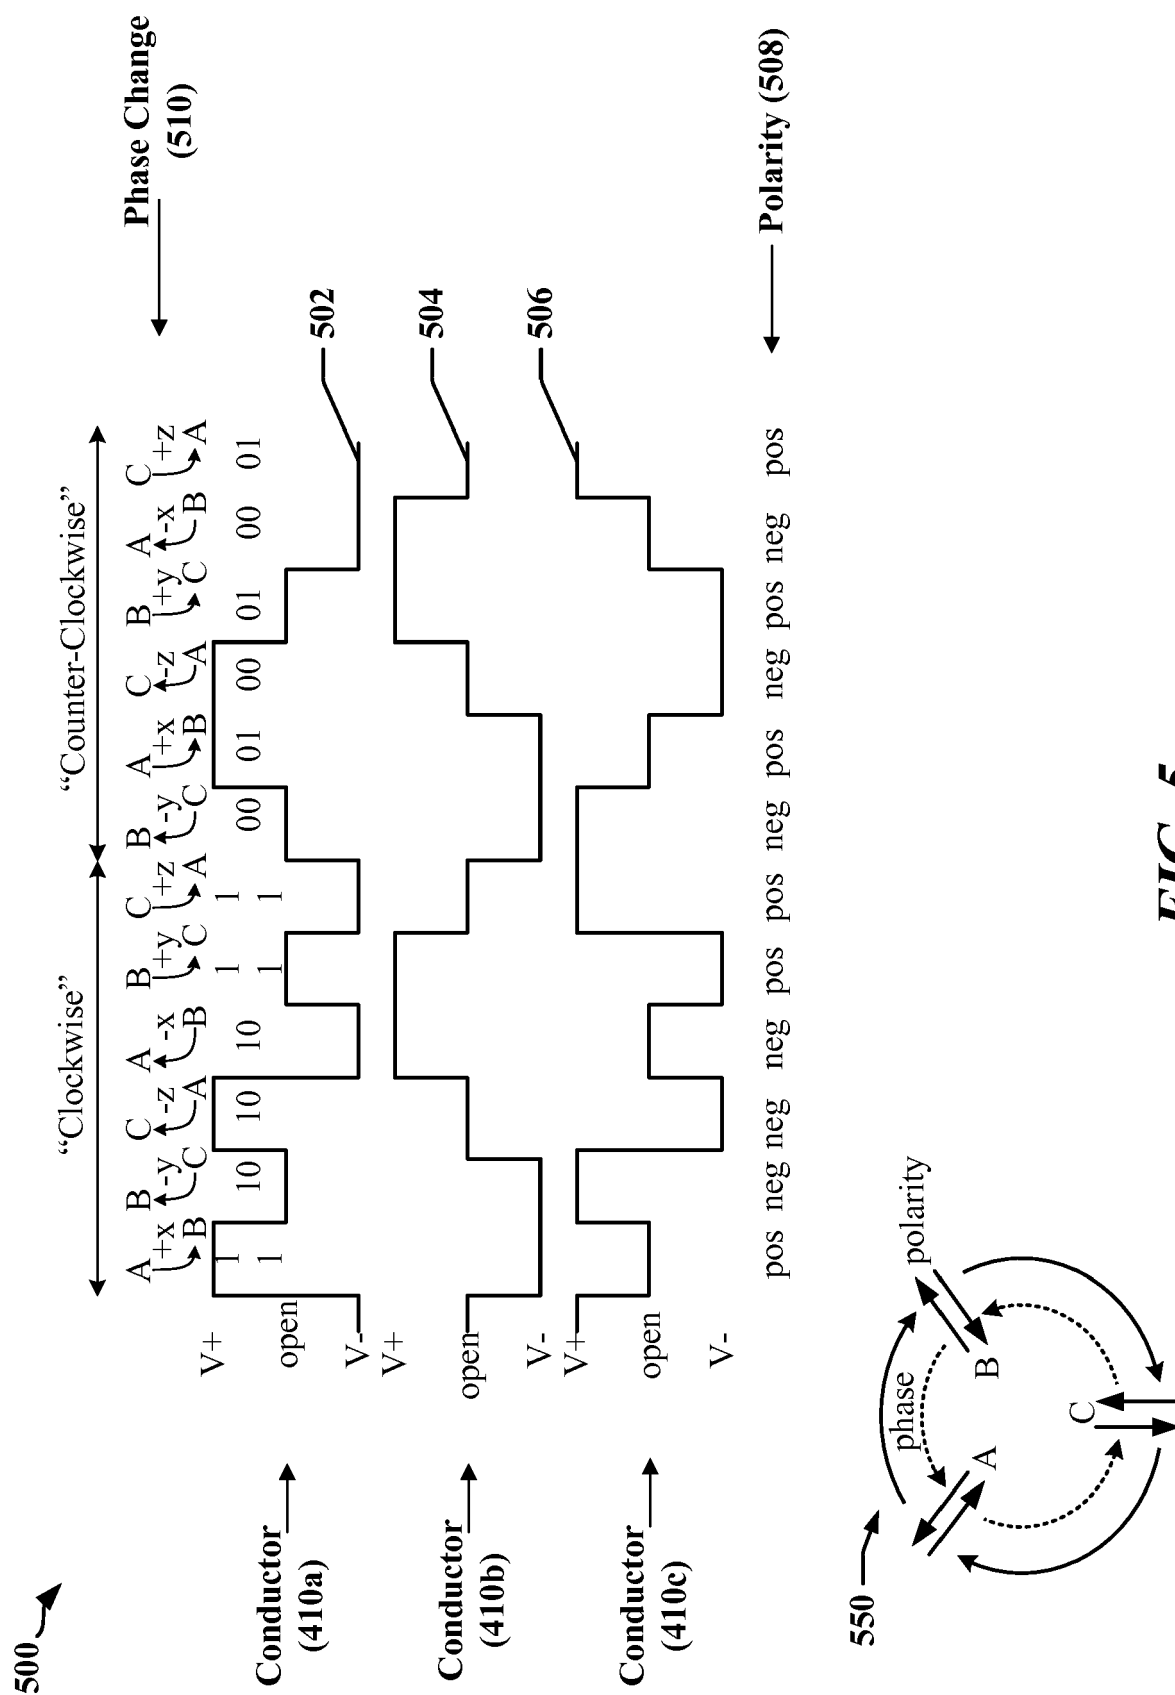 500
"Clockwise"
"Counter-Clockwise"
Phase Change
(510)
A +x B
B -y C
C -z A
A -x B
B +y C
C +z A
B -y C
A +x B
C -z A
B +y C
A -x B
C +z A
1 1
10
10
10
1 1
1 1
00
01
00
01
00
01
Conductor
(410a)
V+
open
V-
502
Conductor
(410b)
V+
open
V-
504
Conductor
(410c)
V+
open
V-
506
pos neg neg neg pos pos neg pos neg pos neg pos
Polarity (508)
550
phase
polarity
A
B
C